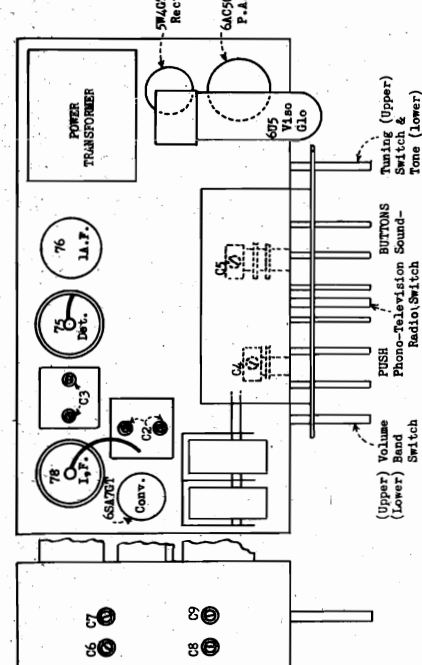 5W4G
Rec
6AC5G
P.A
POWER
TRANSFORMER
6U5
Viso
Glo
76
1A.F.
75
Det.
C3
C2
78
I.F.
6SA7GT
Conv.
C5
C4
Tuning (Upper)
Switch &
Tone (lower)
PUSH BUTTONS
Phono-Television Sound-
Radio Switch
(Upper) Volume
(Lower) Band
Switch
C7
C6
C9
C8